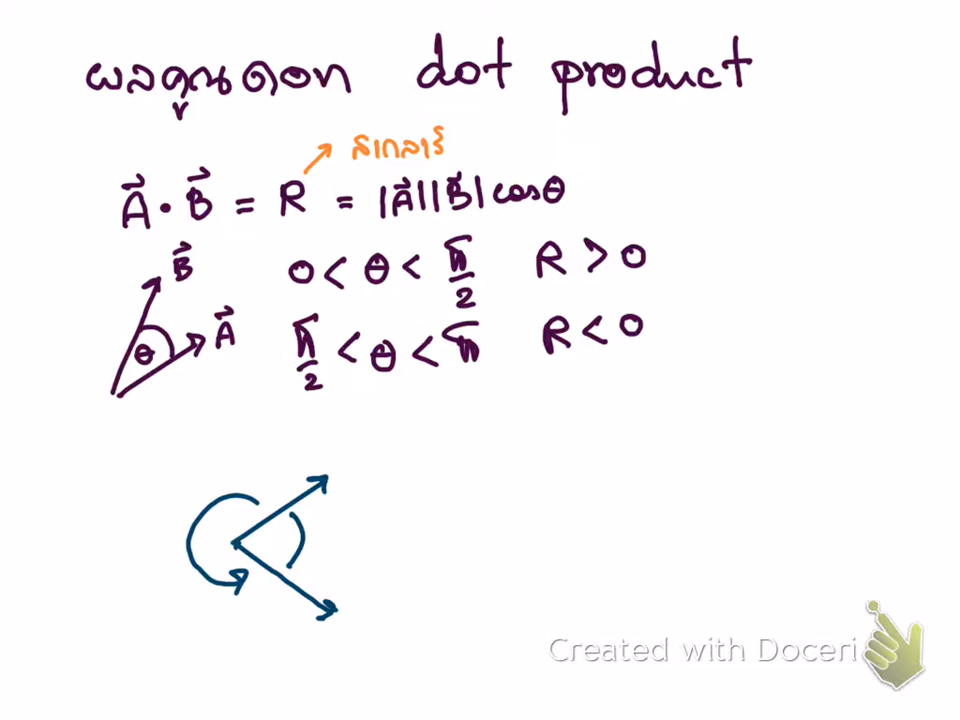 ผลคูณดอท dot product
สเกลาร์
A⃗ • B⃗ = R = |A⃗||B⃗| cosθ
B⃗
0 < θ < π/2 R > 0
A⃗
θ
π/2 < θ < π R < 0
Created with Doceri